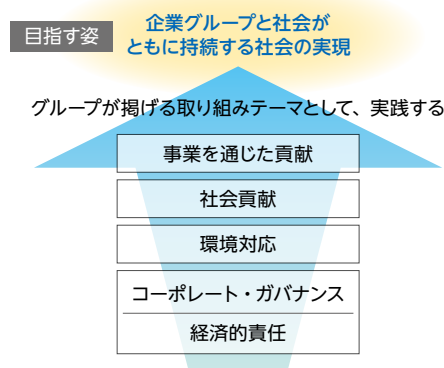 目指す姿
企業グループと社会が
ともに持続する社会の実現
グループが掲げる取り組みテーマとして、実践する
事業を通じた貢献
社会貢献
環境対応
コーポレート・ガバナンス
経済的責任